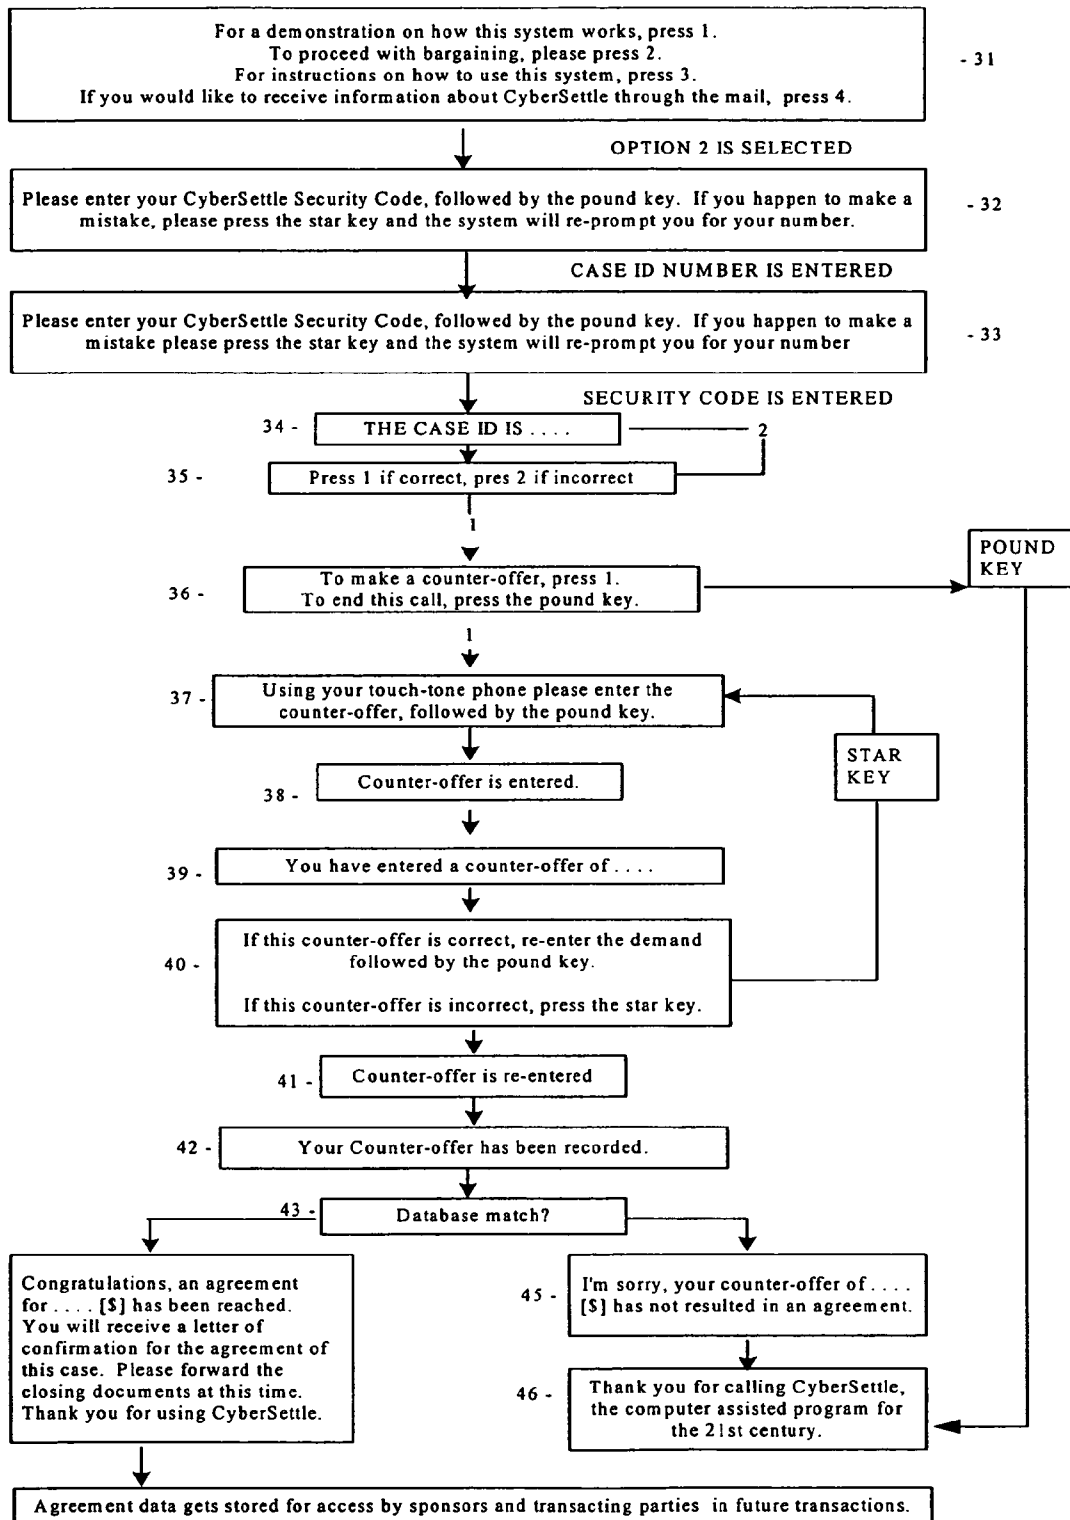 For a demonstration on how this system works, press 1.
To proceed with bargaining, please press 2.
For instructions on how to use this system, press 3.
If you would like to receive information about CyberSettle through the mail, press 4.
- 31
OPTION 2 IS SELECTED
Please enter your CyberSettle Security Code, followed by the pound key. If you happen to make a
mistake, please press the star key and the system will re-prompt you for your number.
- 32
CASE ID NUMBER IS ENTERED
Please enter your CyberSettle Security Code, followed by the pound key. If you happen to make a
mistake please press the star key and the system will re-prompt you for your number
- 33
SECURITY CODE IS ENTERED
34 -
THE CASE ID IS . . . .
2
35 -
Press 1 if correct, pres 2 if incorrect
1
POUND
KEY
36 -
To make a counter-offer, press 1.
To end this call, press the pound key.
1
37 -
Using your touch-tone phone please enter the
counter-offer, followed by the pound key.
STAR
KEY
38 -
Counter-offer is entered.
39 -
You have entered a counter-offer of . . . .
40 -
If this counter-offer is correct, re-enter the demand
followed by the pound key.
If this counter-offer is incorrect, press the star key.
41 -
Counter-offer is re-entered
42 -
Your Counter-offer has been recorded.
43 -
Database match?
Congratulations, an agreement
for . . . . [$] has been reached.
You will receive a letter of
confirmation for the agreement of
this case. Please forward the
closing documents at this time.
Thank you for using CyberSettle.
45 -
I'm sorry, your counter-offer of . . . .
[$] has not resulted in an agreement.
46 -
Thank you for calling CyberSettle,
the computer assisted program for
the 21st century.
Agreement data gets stored for access by sponsors and transacting parties in future transactions.